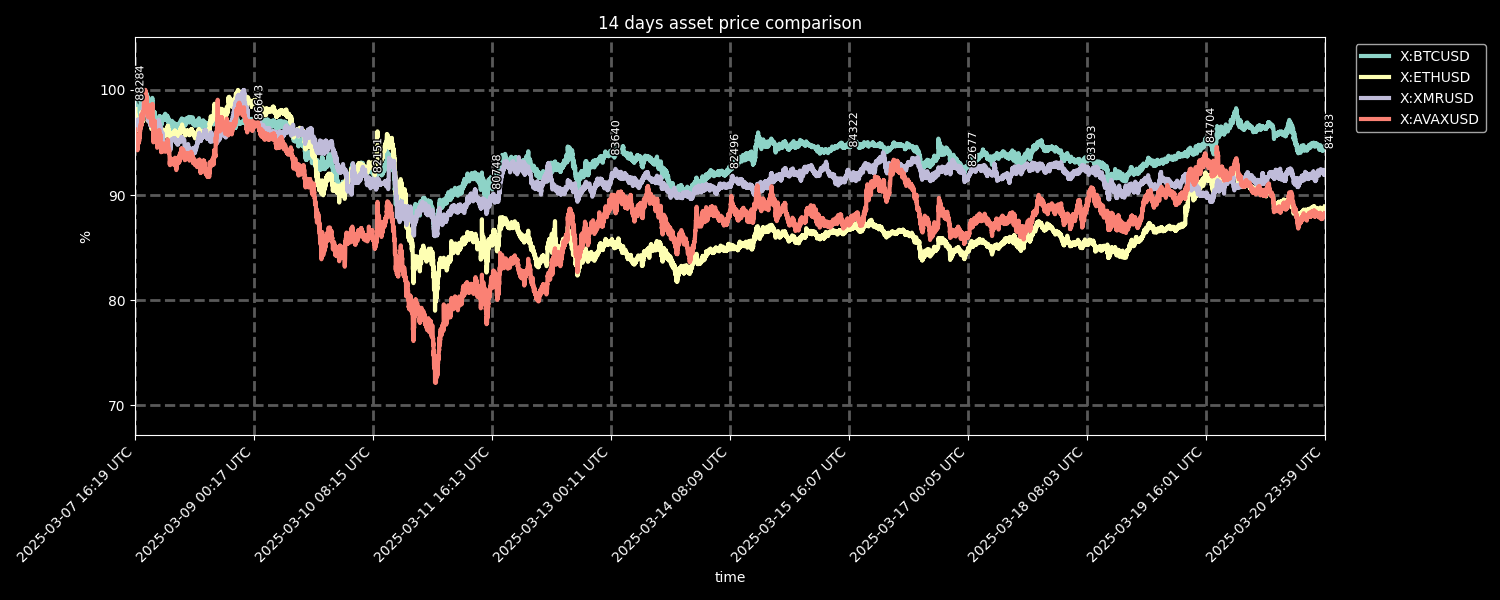 14 days asset price comparison
X:BTCUSD
X:ETHUSD
X:XMRUSD
X:AVAXUSD
%
100
90
80
70
88284
86643
80748
83640
82496
84322
82677
83193
84704
84183
2025-03-07 16:19 UTC
2025-03-09 00:17 UTC
2025-03-10 08:15 UTC
2025-03-11 16:13 UTC
2025-03-13 00:11 UTC
2025-03-14 08:09 UTC
2025-03-15 16:07 UTC
2025-03-17 00:05 UTC
2025-03-18 08:03 UTC
2025-03-19 16:01 UTC
2025-03-20 23:59 UTC
time